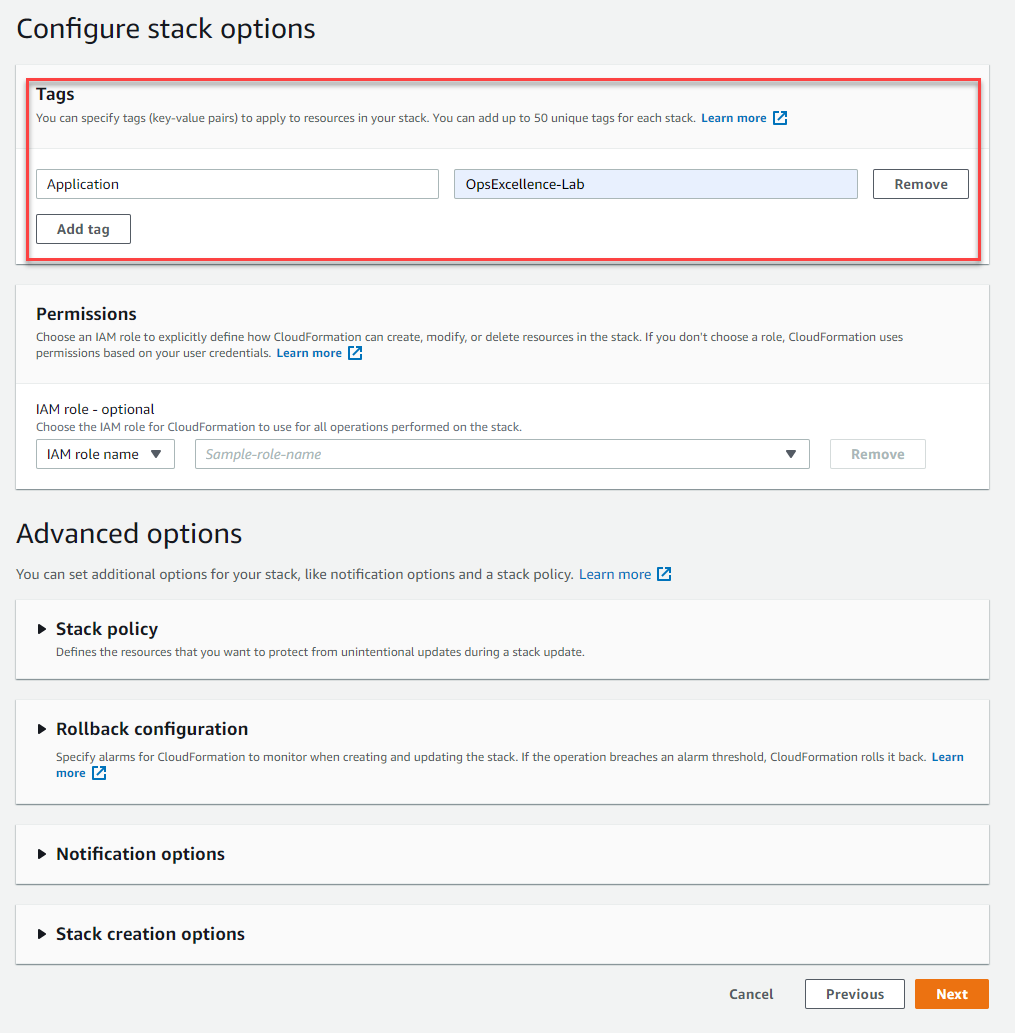 Configure stack options
Tags
You can specify tags (key-value pairs) to apply to resources in your stack. You can add up to 50 unique tags for each stack. Learn more
Application OpsExcellence-Lab Remove
Add tag
Permissions
Choose an IAM role to explicitly define how CloudFormation can create, modify, or delete resources in the stack. If you don't choose a role, CloudFormation uses
permissions based on your user credentials. Learn more
IAM role - optional
Choose the IAM role for CloudFormation to use for all operations performed on the stack.
IAM role name Sample-role-name Remove
Advanced options
You can set additional options for your stack, like notification options and a stack policy. Learn more
Stack policy
Defines the resources that you want to protect from unintentional updates during a stack update.
Rollback configuration
Specify alarms for CloudFormation to monitor when creating and updating the stack. If the operation breaches an alarm threshold, CloudFormation rolls it back. Learn
more
Notification options
Stack creation options
Cancel Previous Next